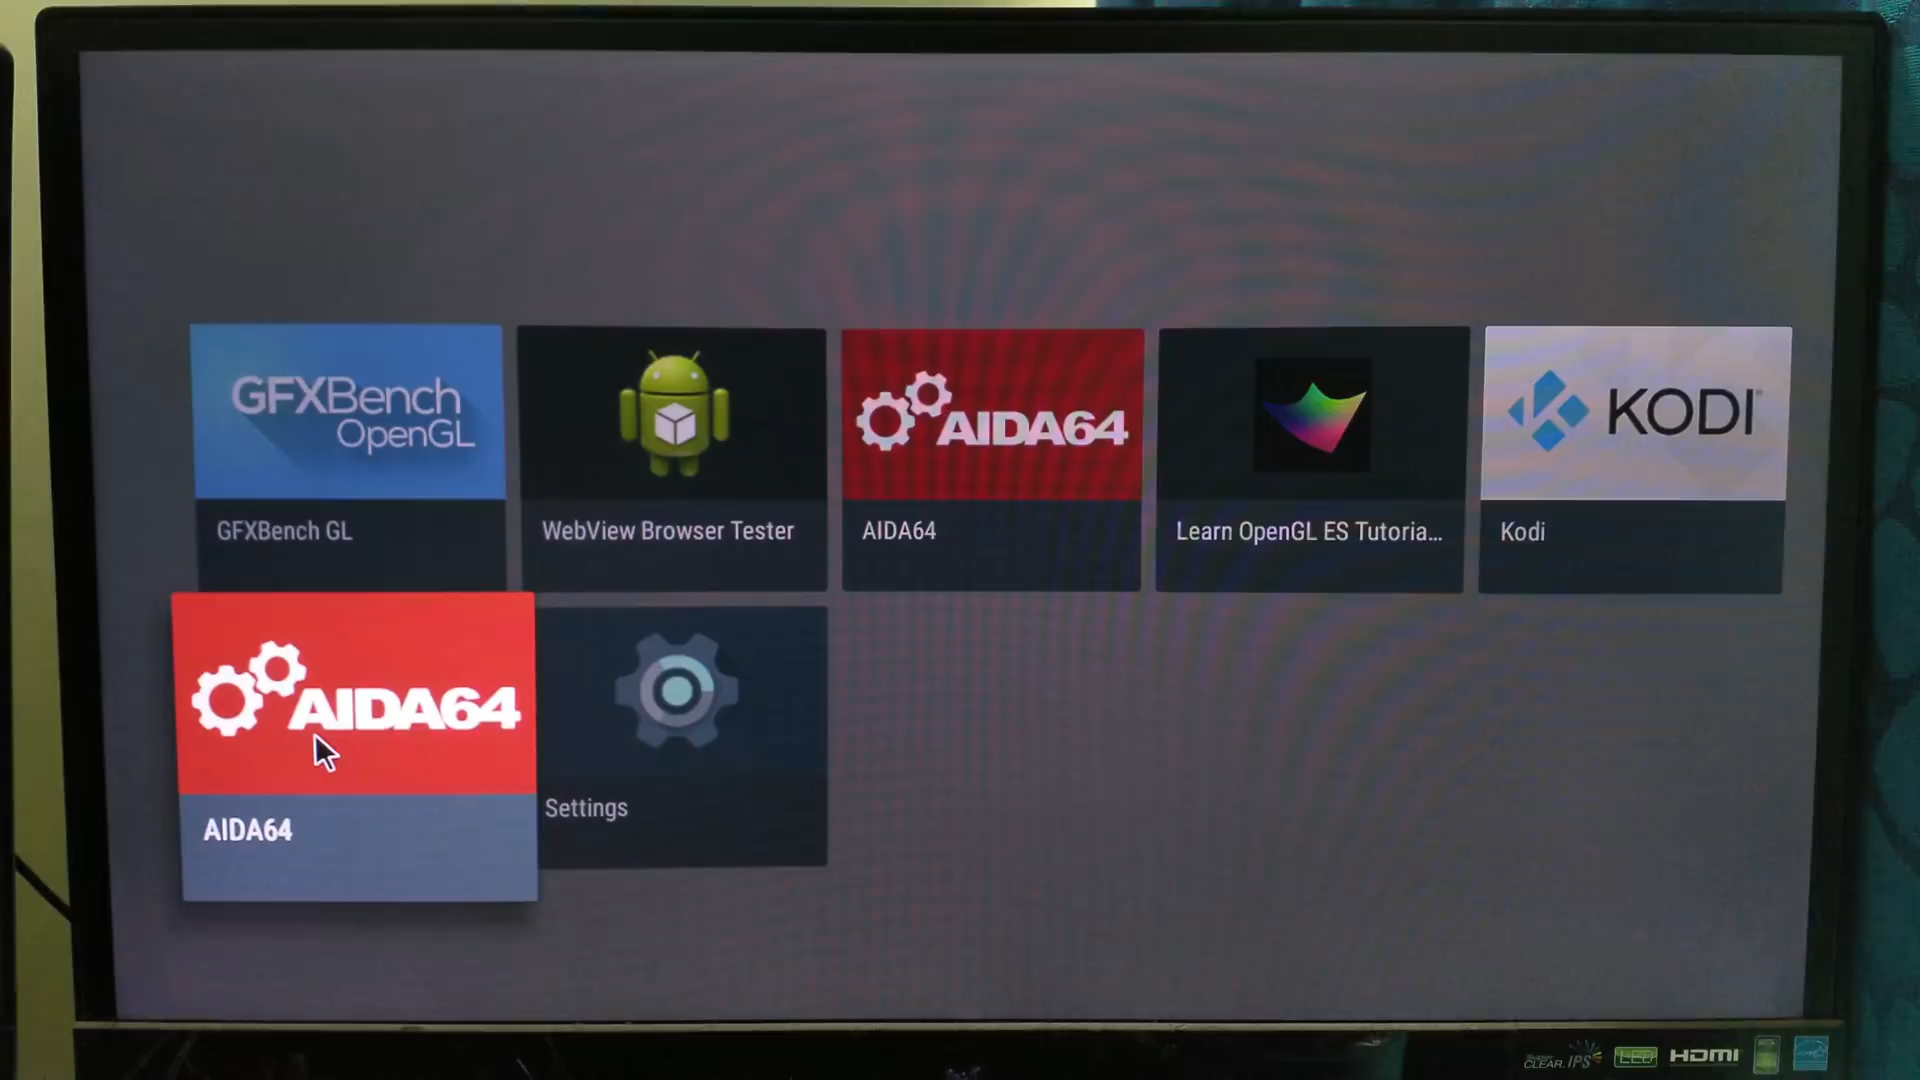 GFXBench
OpenGL
GFXBench GL
WebView Browser Tester
AIDA64
AIDA64
Learn OpenGL ES Tutoria...
KODI
Kodi
AIDA64
AIDA64
Settings
Super
CLEAR. IPS
LED
HDMI